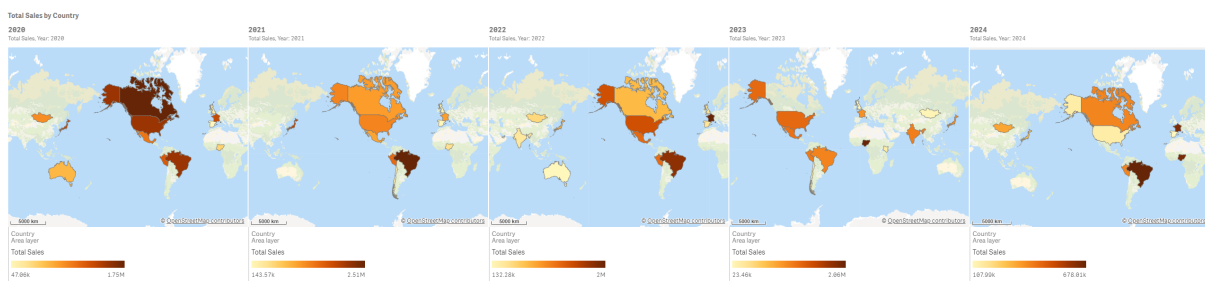 Total Sales by Country
2020
Total Sales, Year: 2020
5000 km
© OpenStreetMap contributors
Country
Area layer
Total Sales
47.06k
1.75M
2021
Total Sales, Year: 2021
5000 km
© OpenStreetMap contributors
Country
Area layer
Total Sales
143.57k
2.51M
2022
Total Sales, Year: 2022
5000 km
© OpenStreetMap contributors
Country
Area layer
Total Sales
132.28k
2M
2023
Total Sales, Year: 2023
5000 km
© OpenStreetMap contributors
Country
Area layer
Total Sales
23.46k
2.06M
2024
Total Sales, Year: 2024
5000 km
© OpenStreetMap contributors
Country
Area layer
Total Sales
107.99k
678.01k